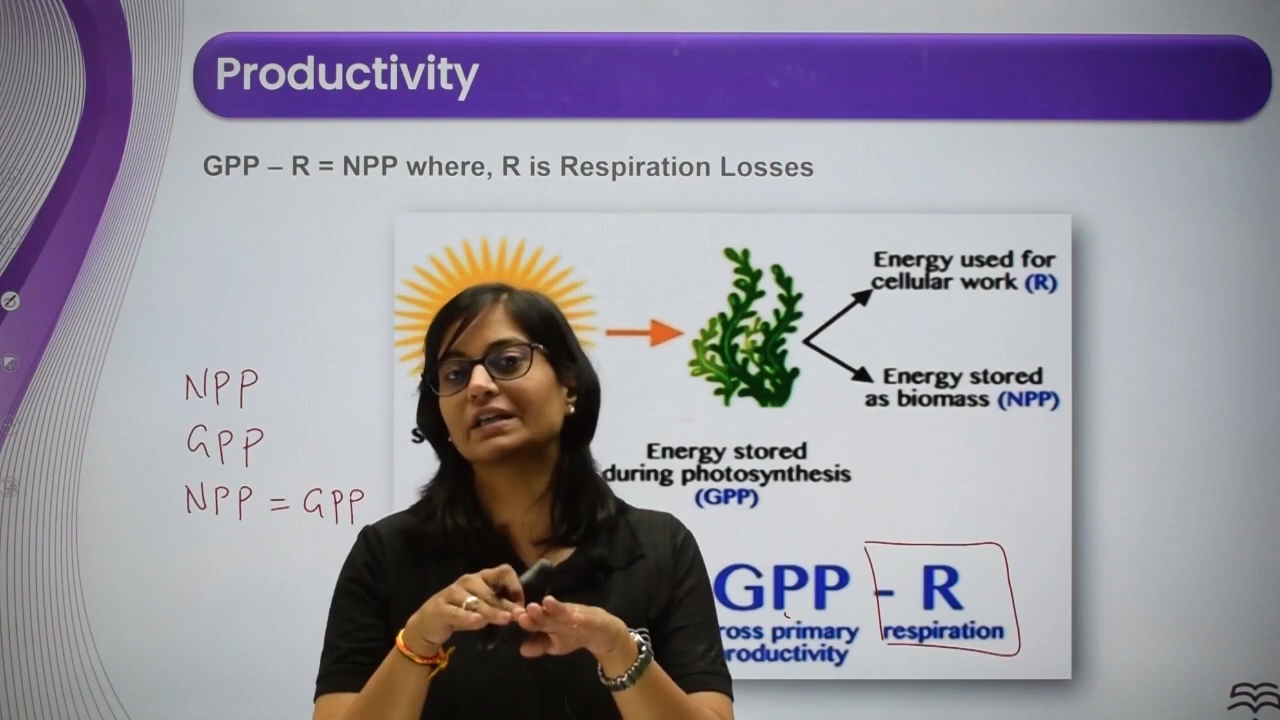 Productivity
GPP – R = NPP where, R is Respiration Losses
Energy used for
cellular work (R)
Energy stored
as biomass (NPP)
NPP
GPP
NPP = GPP
Energy stored
during photosynthesis
(GPP)
GPP - R
primary respiration